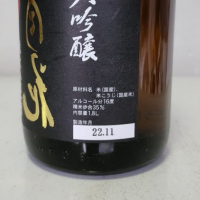 大吟醸
原材料名 米(国産)、
米こうじ(国産米)
アルコール分16度
精米歩合35%
内容量1.8L
製造年月
22.11